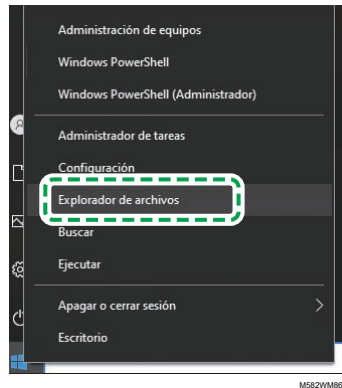 Administración de equipos
Windows PowerShell
Windows PowerShell (Administrador)
Administrador de tareas
Configuración
Explorador de archivos
Buscar
Ejecutar
Apagar o cerrar sesión
Escritorio
M582WM86